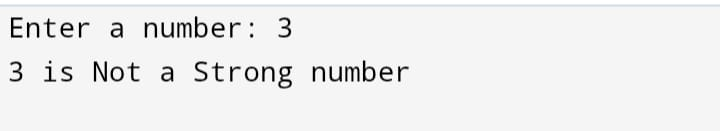 Enter a number: 3
3 is Not a Strong number